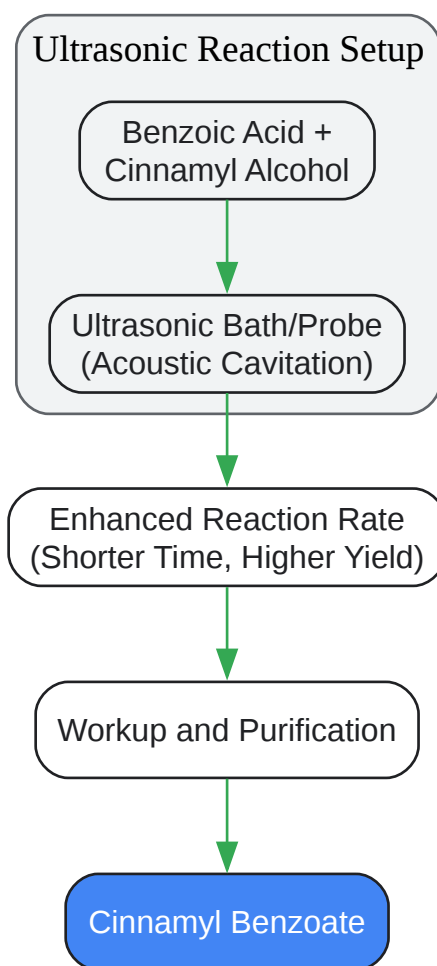 Ultrasonic Reaction Setup
Benzoic Acid +
Cinnamyl Alcohol
Ultrasonic Bath/Probe
(Acoustic Cavitation)
Enhanced Reaction Rate
(Shorter Time, Higher Yield)
Workup and Purification
Cinnamyl Benzoate